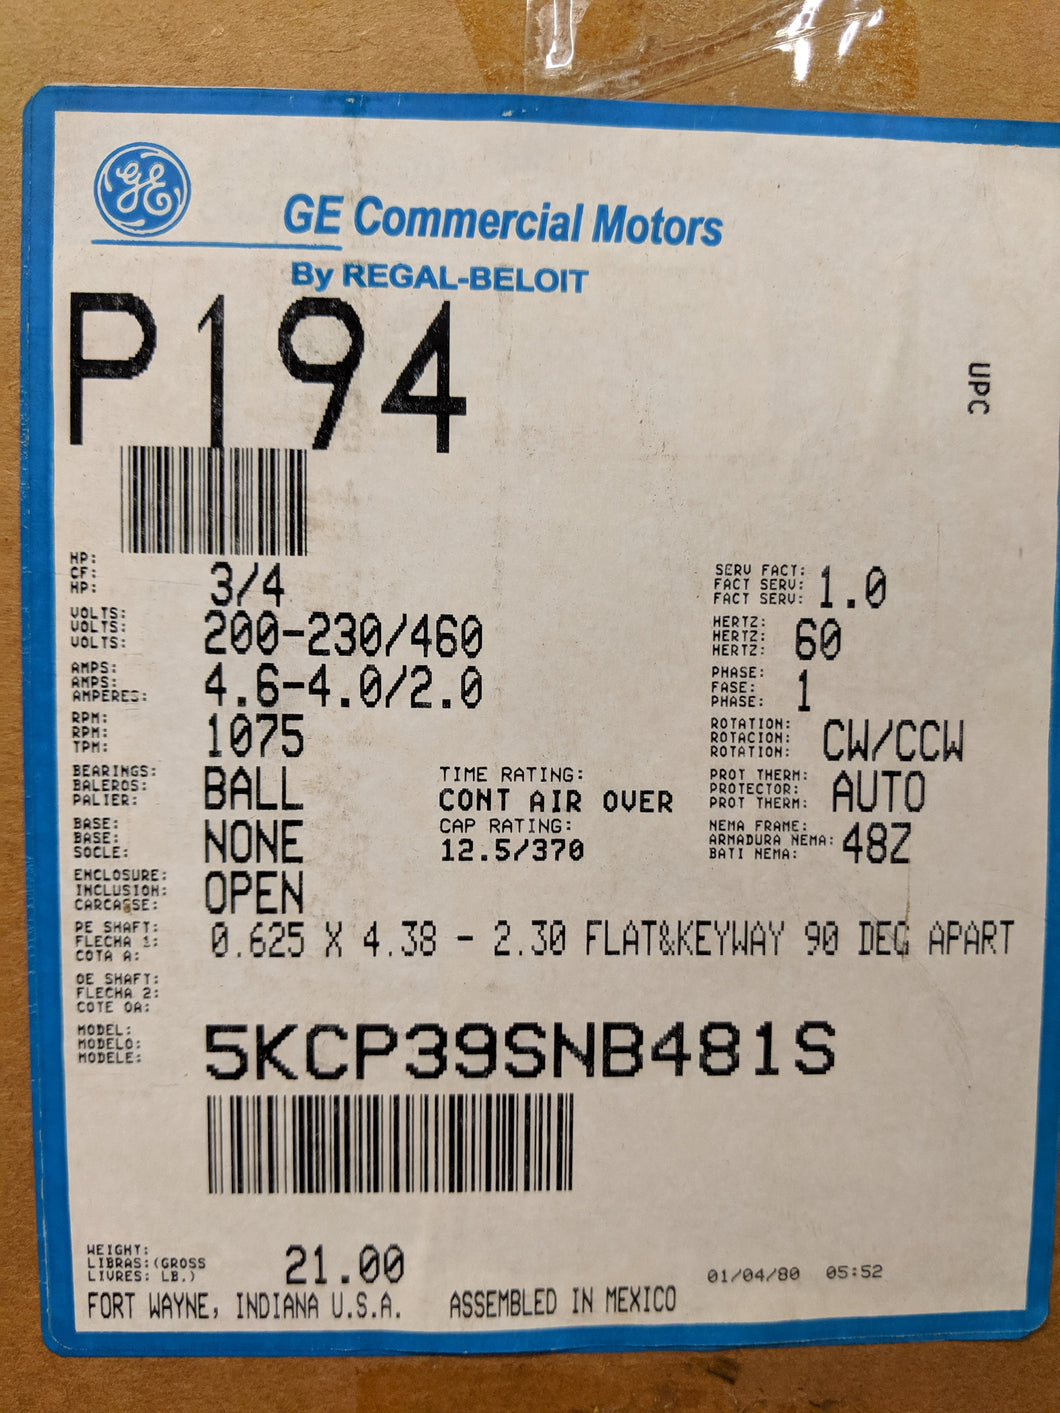 GE
GE Commercial Motors
By REGAL-BELOIT
P194
UPC
HP:
CF:
HP:
3/4
SERV FACT:
FACT SERV:
FACT SERV:
1.0
VOLTS:
VOLTS:
VOLTS:
200-230/460
HERTZ:
HERTZ:
HERTZ:
60
AMPS:
AMPS:
AMPERES:
4.6-4.0/2.0
PHASE:
FASE:
PHASE:
1
RPM:
RPM:
TPM:
1075
ROTATION:
ROTACION:
ROTATION:
CW/CCW
BEARINGS:
BALEROS:
PALIER:
BALL
TIME RATING:
CONT AIR OVER
PROT THERM:
PROTECTOR:
PROT THERM:
AUTO
BASE:
BASE:
SOCLE:
NONE
CAP RATING:
12.5/370
NEMA FRAME:
ARMADURA NEMA:
BATI NEMA:
48Z
ENCLOSURE:
INCLUSION:
CARCASSE:
OPEN
PE SHAFT:
FLECHA 1:
COTA A:
0.625 X 4.38 - 2.30 FLAT&KEYWAY 90 DEG APART
OE SHAFT:
FLECHA 2:
COTE OA:
MODEL:
MODELO:
MODELE:
5KCP39SNB481S
WEIGHT:
LIBRAS:(GROSS
LIVRES: LB.)
21.00
01/04/80 05:52
FORT WAYNE, INDIANA U.S.A. ASSEMBLED IN MEXICO